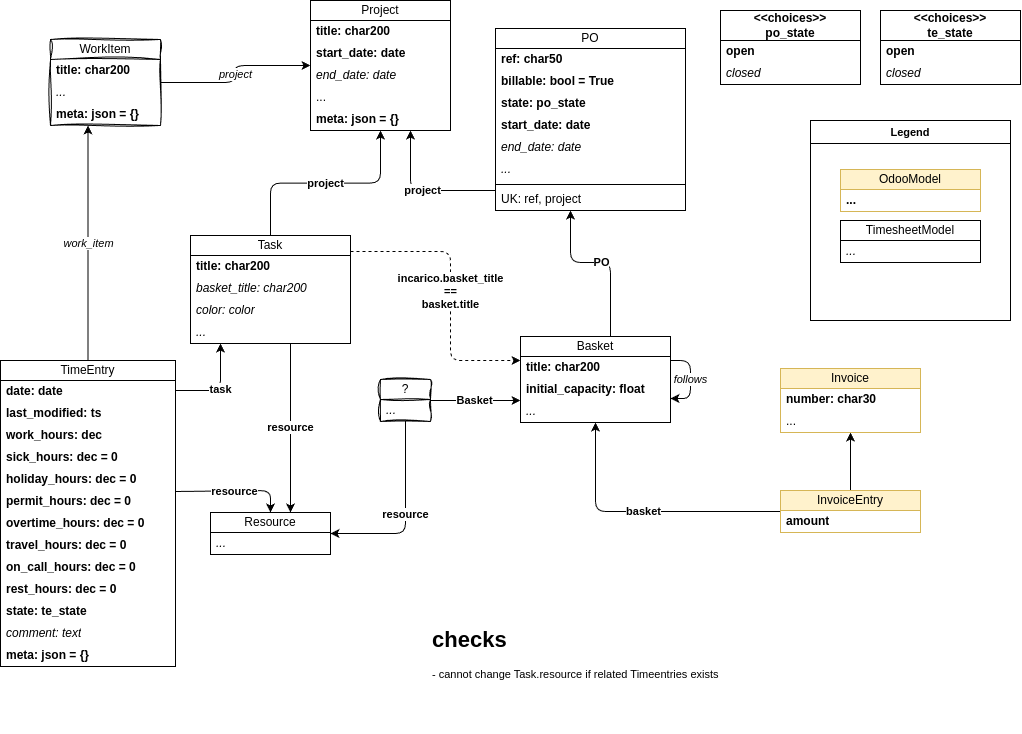 Project
title: char200
start_date: date
end_date: date
...
meta: json = {}
WorkItem
title: char200
...
meta: json = {}
project
PO
ref: char50
billable: bool = True
state: po_state
start_date: date
end_date: date
...
UK: ref, project
<<choices>>
po_state
open
closed
<<choices>>
te_state
open
closed
Legend
OdooModel
...
TimesheetModel
...
project
project
work_item
Task
title: char200
basket_title: char200
color: color
...
incarico.basket_title
==
basket.title
PO
Basket
title: char200
initial_capacity: float
...
follows
TimeEntry
date: date
last_modified: ts
work_hours: dec
sick_hours: dec = 0
holiday_hours: dec = 0
permit_hours: dec = 0
overtime_hours: dec = 0
travel_hours: dec = 0
on_call_hours: dec = 0
rest_hours: dec = 0
state: te_state
comment: text
meta: json = {}
task
resource
resource
?
...
Basket
resource
Resource
...
Invoice
number: char30
...
InvoiceEntry
amount
basket
checks
- cannot change Task.resource if related Timeentries exists